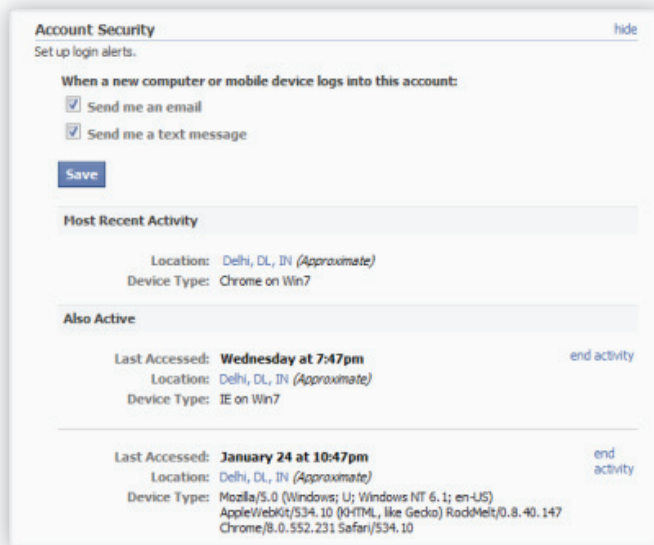 Account Security
hide
Set up login alerts.
When a new computer or mobile device logs into this account:
Send me an email
Send me a text message
Save
Most Recent Activity
Location: Delhi, DL, IN (Approximate)
Device Type: Chrome on Win7
Also Active
Last Accessed: Wednesday at 7:47pm
end activity
Location: Delhi, DL, IN (Approximate)
Device Type: IE on Win7
Last Accessed: January 24 at 10:47pm
end
activity
Location: Delhi, DL, IN (Approximate)
Device Type: Mozilla/5.0 (Windows; U; Windows NT 6.1; en-US)
AppleWebKit/534.10 (KHTML, like Gecko) RockMelt/0.8.40.147
Chrome/8.0.552.231 Safari/534.10